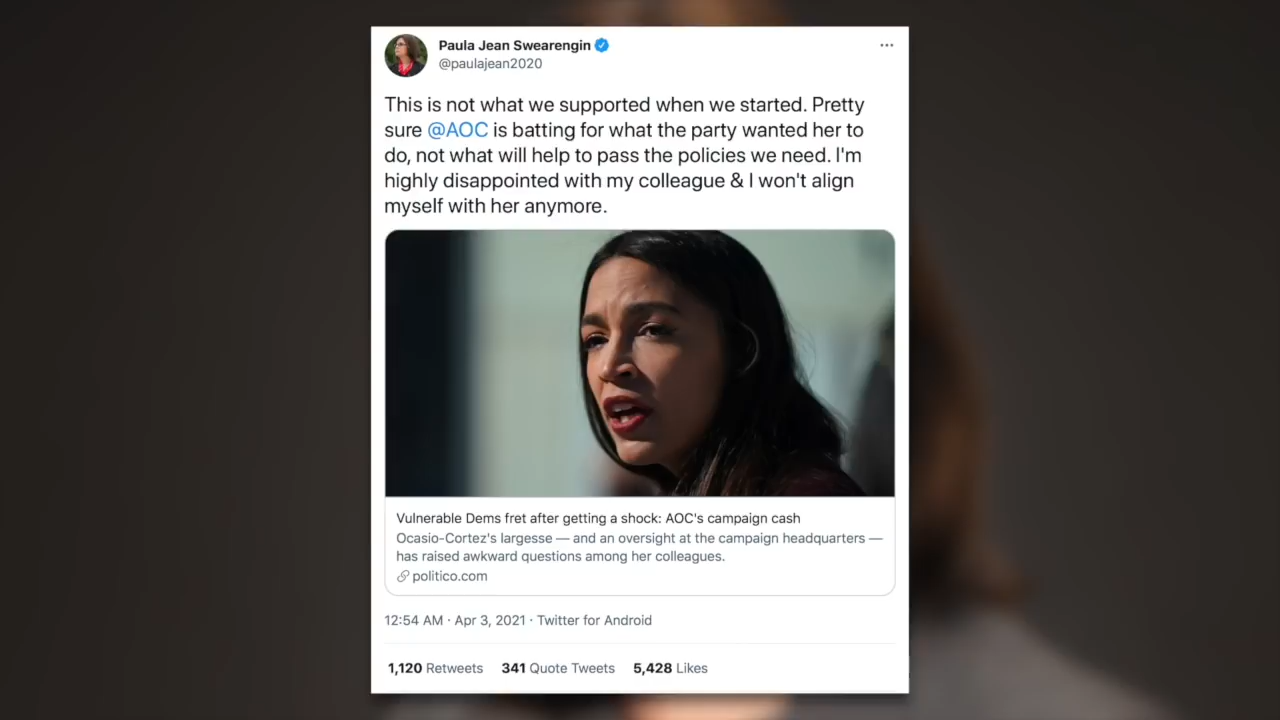 Paula Jean Swearengin
@paulajean2020
This is not what we supported when we started. Pretty
sure @AOC is batting for what the party wanted her to
do, not what will help to pass the policies we need. I'm
highly disappointed with my colleague & I won't align
myself with her anymore.
Vulnerable Dems fret after getting a shock: AOC's campaign cash
Ocasio-Cortez's largesse — and an oversight at the campaign headquarters —
has raised awkward questions among her colleagues.
politico.com
12:54 AM · Apr 3, 2021 · Twitter for Android
1,120 Retweets 341 Quote Tweets 5,428 Likes